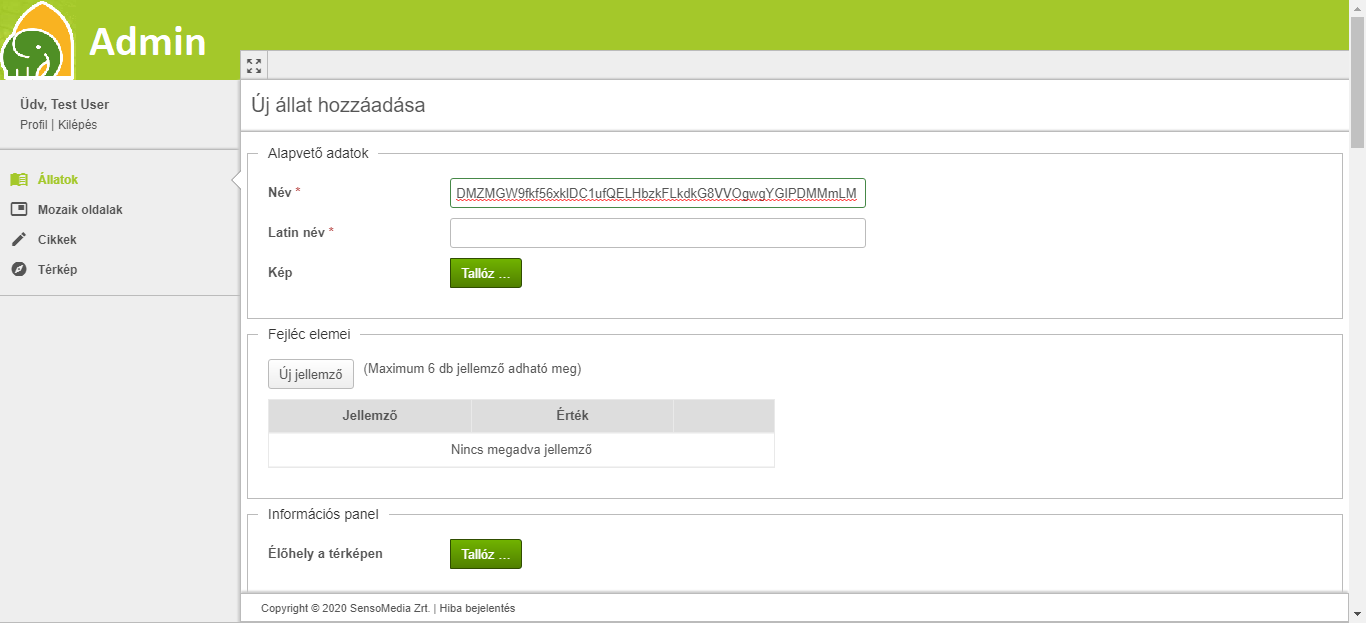 Admin
Üdv, Test User
Profil | Kilépés
Állatok
Mozaik oldalak
Cikkek
Térkép
Új állat hozzáadása
Alapvető adatok
Név *
DMZMGW9fkf56xklDC1ufQELHbzkFLkdkG8VVOgwgYGIPDMMmLM
Latin név *
Kép
Tallóz ...
Fejléc elemei
Új jellemző (Maximum 6 db jellemző adható meg)
Jellemző Érték
Nincs megadva jellemző
Információs panel
Élőhely a térképen
Tallóz ...
Copyright © 2020 SensoMedia Zrt. | Hiba bejelentés